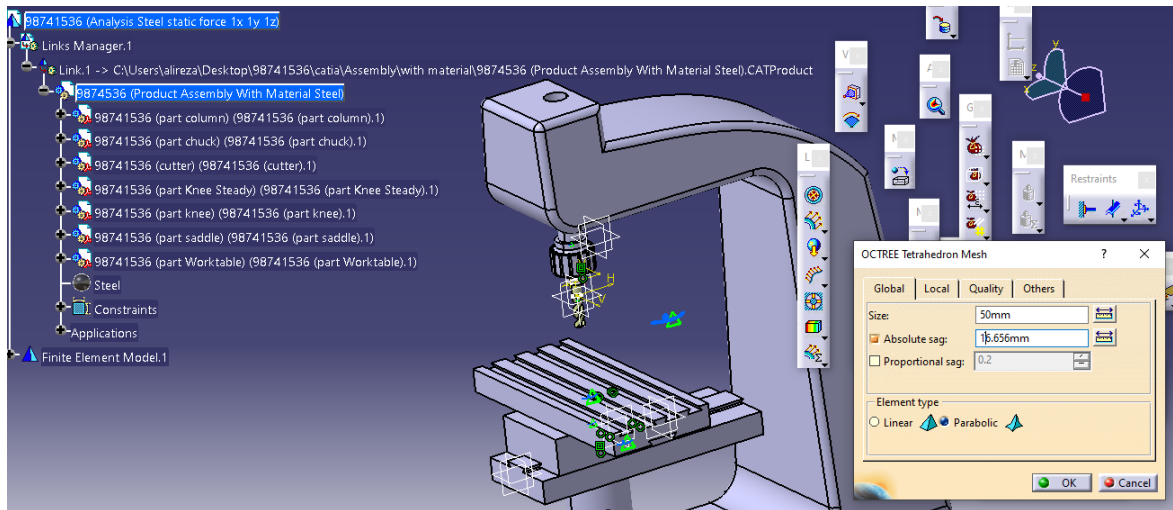 98741536 (Analysis Steel static force 1x 1y 1z)
Links Manager.1
Link.1 -> C:\Users\alireza\Desktop\98741536\catia\Assembly\with material\9874536 (Product Assembly With Material Steel).CATProduct
9874536 (Product Assembly With Material Steel)
98741536 (part column) (98741536 (part column).1)
98741536 (part chuck) (98741536 (part chuck).1)
98741536 (cutter) (98741536 (cutter).1)
98741536 (part Knee Steady) (98741536 (part Knee Steady).1)
98741536 (part knee) (98741536 (part knee).1)
98741536 (part saddle) (98741536 (part saddle).1)
98741536 (part Worktable) (98741536 (part Worktable).1)
Steel
Constraints
Applications
Finite Element Model.1
H
V
V
A
G
M
M
N
L
y
z
x
Restraints
OCTREE Tetrahedron Mesh
?
Global
Local
Quality
Others
Size:
50mm
Absolute sag:
16.656mm
Proportional sag:
0.2
Element type
Linear
Parabolic
OK
Cancel